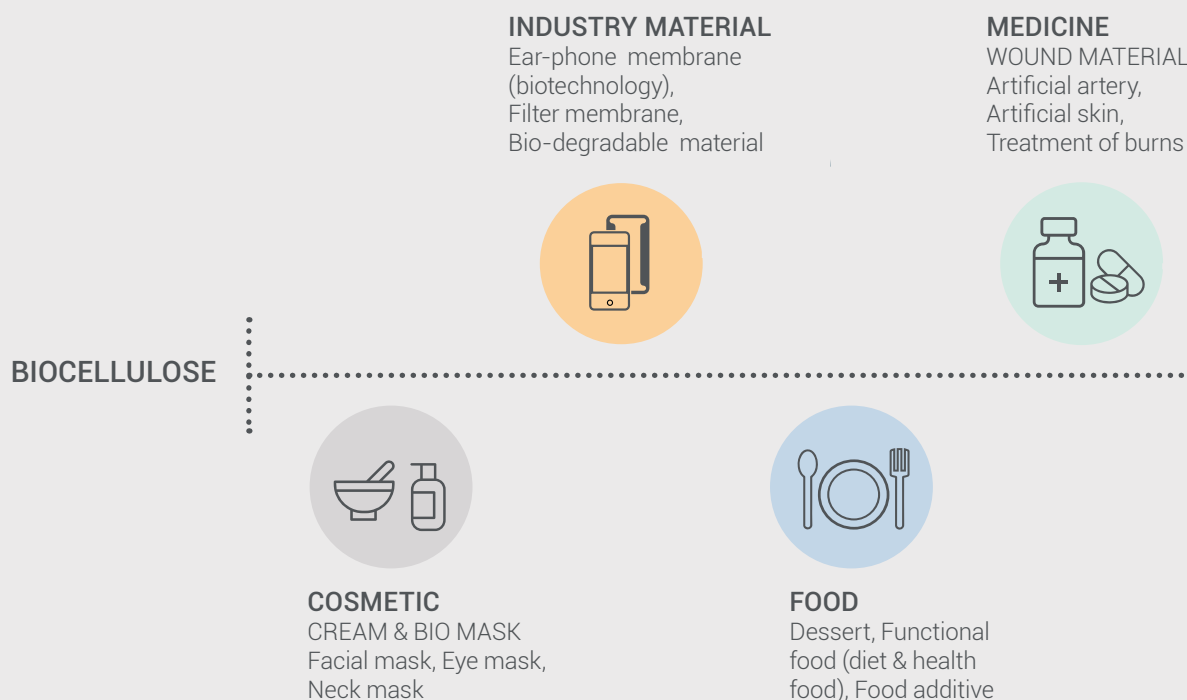 INDUSTRY MATERIAL
Ear-phone membrane
(biotechnology),
Filter membrane,
Bio-degradable material
MEDICINE
WOUND MATERIAL
Artificial artery,
Artificial skin,
Treatment of burns
BIOCELLULOSE
COSMETIC
CREAM & BIO MASK
Facial mask, Eye mask,
Neck mask
FOOD
Dessert, Functional
food (diet & health
food), Food additive